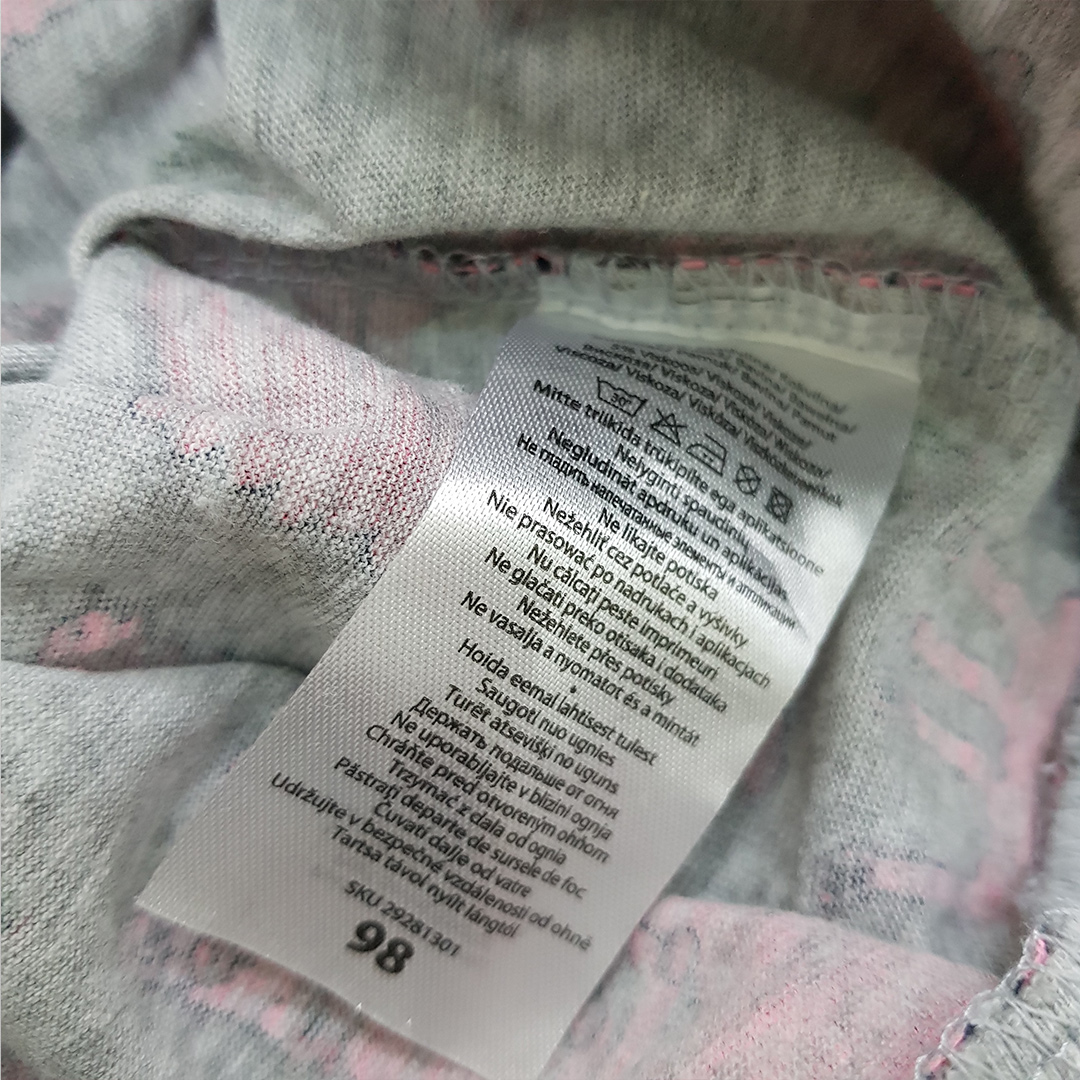 Viskoza/ Viskoza/ Viskoza/ Viskóza/
30°
Mitte triikida trükipilte ega aplikatsioone
Nelyginti spaudinių
Negludināt apdruku un aplikācijas
Не гладить напечатанные элементы и аппликации
Ne likajte potiska
Nežehliť cez potlače a výšivky
Nie prasować po nadrukach i aplikacjach
Nu călcați peste imprimeuri
Ne glačati preko otisaka i dodataka
Nežehlete přes potisky
Ne vasalja a nyomatot és a mintát
Hoida eemal lahtisest tulest
Saugoti nuo ugnies
Turēt atsevišķi no uguns
Держать подальше от огня
Ne uporabljajte v blizini ognja
Chráňte pred otvoreným ohňom
Trzymać z dala od ognia
Păstrați departe de sursele de foc
Čuvati dalje od vatre
Udržujte v bezpečné vzdálenosti od ohně
Tartsa távol nyílt lángtól
SKU 29281301
98